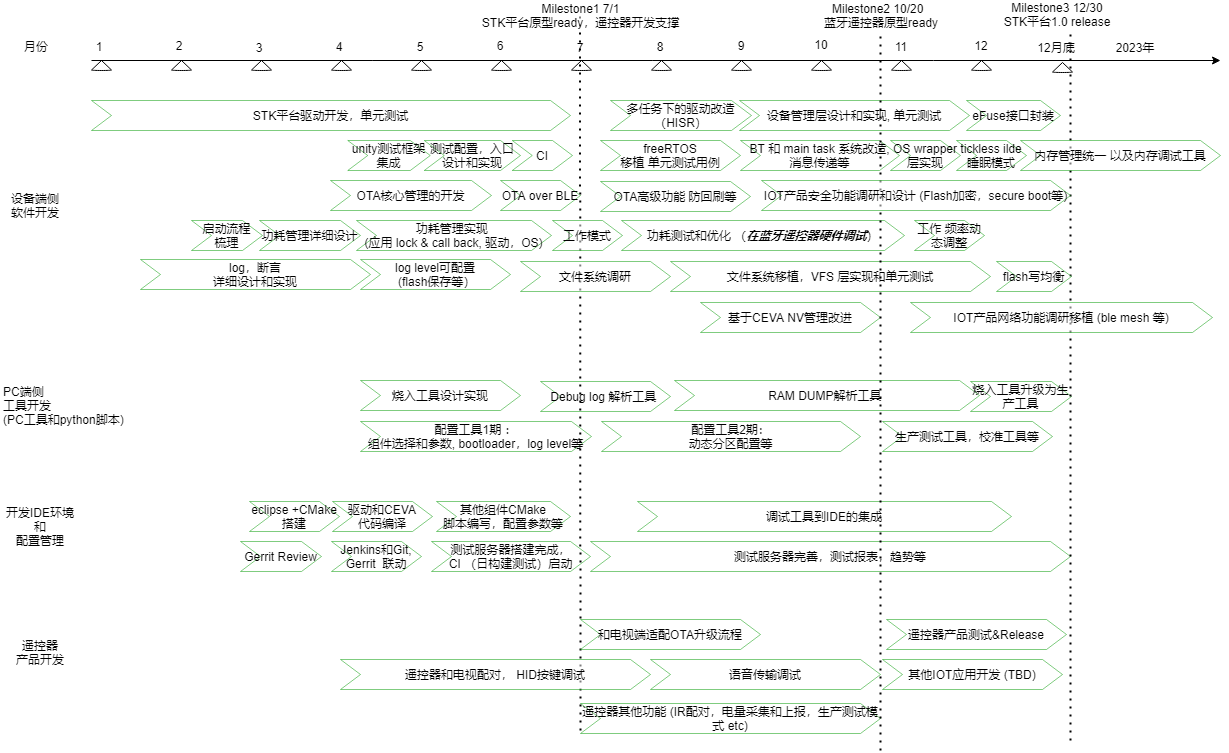 Milestone1 7/1
STK平台原型ready，遥控器开发支撑
Milestone2 10/20
蓝牙遥控器原型ready
Milestone3 12/30
STK平台1.0 release
月份
1
2
3
4
5
6
7
8
9
10
11
12
12月底
2023年
设备端侧
软件开发
STK平台驱动开发，单元测试
多任务下的驱动改造
（HISR）
设备管理层设计和实现, 单元测试
eFuse接口封装
unity测试框架
集成
测试配置，入口
设计和实现
CI
freeRTOS
移植 单元测试用例
BT 和 main task 系统改造,
消息传递等
OS wrapper
层实现
tickless ilde
睡眠模式
内存管理统一 以及内存调试工具
OTA核心管理的开发
OTA over BLE
OTA高级功能 防回刷等
IOT产品安全功能调研和设计 (Flash加密，secure boot等)
启动流程
梳理
功耗管理详细设计
功耗管理实现
(应用 lock & call back, 驱动，OS)
工作模式
功耗测试和优化 （在蓝牙遥控器硬件调试）
工作 频率动
态调整
log，断言
详细设计和实现
log level可配置
(flash保存等)
文件系统调研
文件系统移植，VFS 层实现和单元测试
flash写均衡
基于CEVA NV管理改进
IOT产品网络功能调研移植 (ble mesh 等)
PC端侧
工具开发
(PC工具和python脚本)
烧入工具设计实现
Debug log 解析工具
RAM DUMP解析工具
烧入工具升级为生
产工具
配置工具1期：
组件选择和参数, bootloader，log level等
配置工具2期：
动态分区配置等
生产测试工具，校准工具等
开发IDE环境
和
配置管理
eclipse +CMake
搭建
驱动和CEVA
代码编译
其他组件CMake
脚本编写，配置参数等
调试工具到IDE的集成
Gerrit Review
Jenkins和Git,
Gerrit 联动
测试服务器搭建完成，
CI （日构建测试）启动
测试服务器完善，测试报表，趋势等
遥控器
产品开发
和电视端适配OTA升级流程
遥控器产品测试&Release
遥控器和电视配对， HID按键调试
语音传输调试
其他IOT应用开发 (TBD)
遥控器其他功能 (IR配对，电量采集和上报，生产测试模
式 etc)